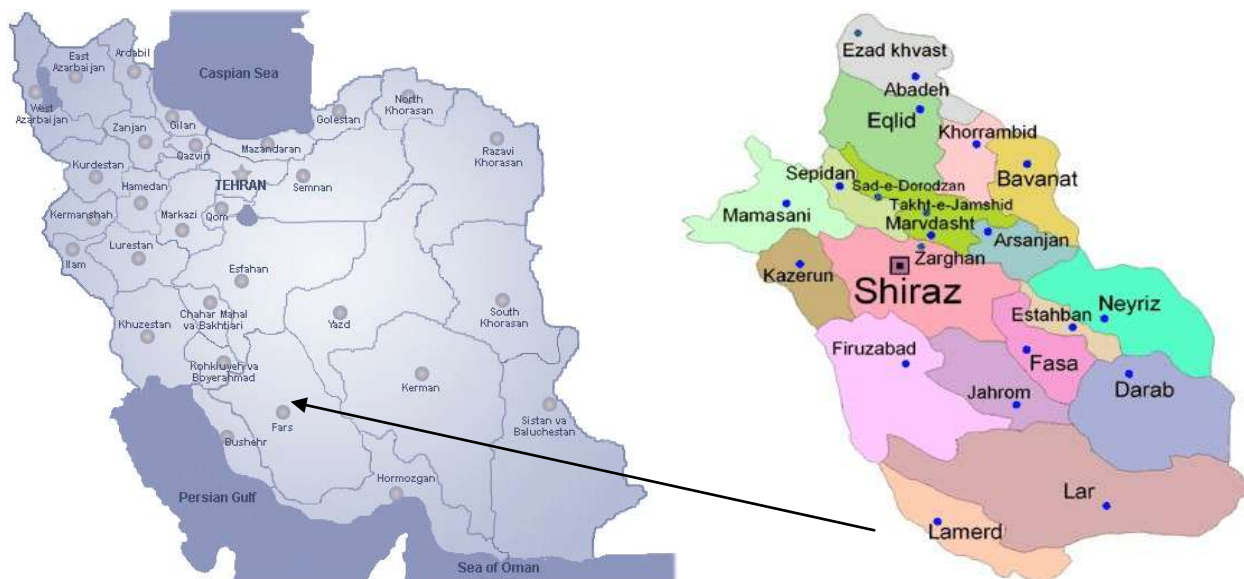 East
Azarbaijan
Ardabil
Caspian Sea
West
Azarbaijan
Zanjan
Gilan
Qazvin
Mazandaran
Golestan
North
Khorasan
Razavi
Khorasan
Kurdestan
Hamedan
TEHRAN
Semnan
Kermanshah
Markazi
Qom
Ilam
Lurestan
Esfahan
Khuzestan
Chahar Mahal
va Bakhtiari
Yazd
South
Khorasan
Kohkiluyeh va
Boyerahmad
Kerman
Fars
Bushehr
Sistan va
Baluchestan
Hormozgan
Persian Gulf
Sea of Oman
Ezad khvast
Abadeh
Eqlid
Khorrambid
Bavanat
Sepidan
Sad-e-Dorodzan
Takht-e-Jamshid
Mamasani
Marvdasht
Arsanjan
Zarghan
Kazerun
Shiraz
Neyriz
Estahban
Firuzabad
Fasa
Darab
Jahrom
Lar
Lamerd